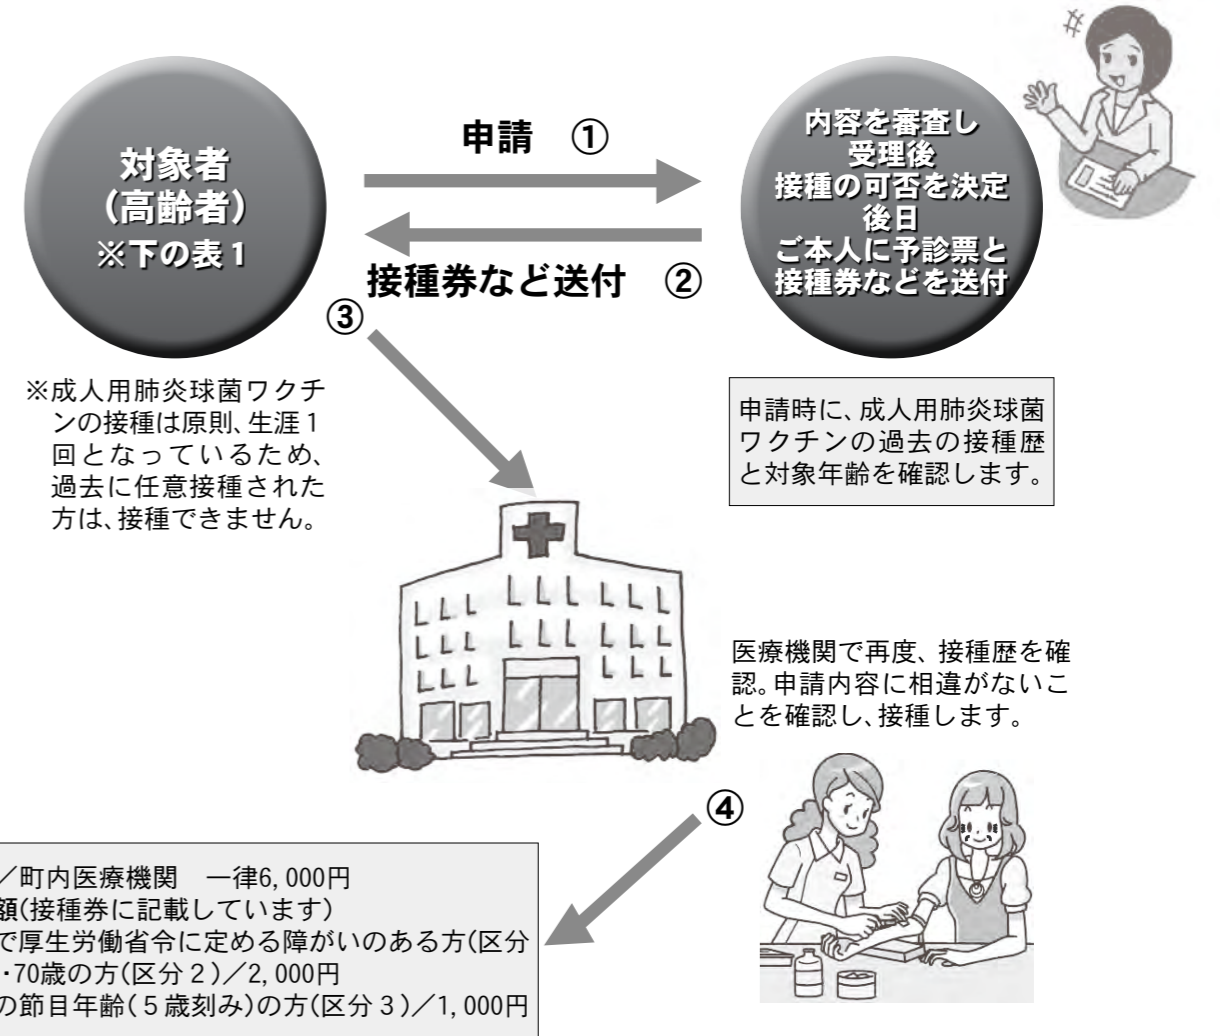 対象者
（高齢者）
※下の表１
申請　①
内容を審査し
受理後
接種の可否を決定
後日
ご本人に予診票と
接種券などを送付
接種券など送付　②
③
※成人用肺炎球菌ワクチ
ンの接種は原則、生涯１
回となっているため、
過去に任意接種された
方は、接種できません。
申請時に、成人用肺炎球菌
ワクチンの過去の接種歴
と対象年齢を確認します。
医療機関で再度、接種歴を確
認。申請内容に相違がないこ
とを確認し、接種します。
④
／町内医療機関　一律6,000円
額(接種券に記載しています)
で厚生労働省令に定める障がいのある方(区分
・70歳の方(区分２)／2,000円
の節目年齢(５歳刻み)の方(区分３)／1,000円